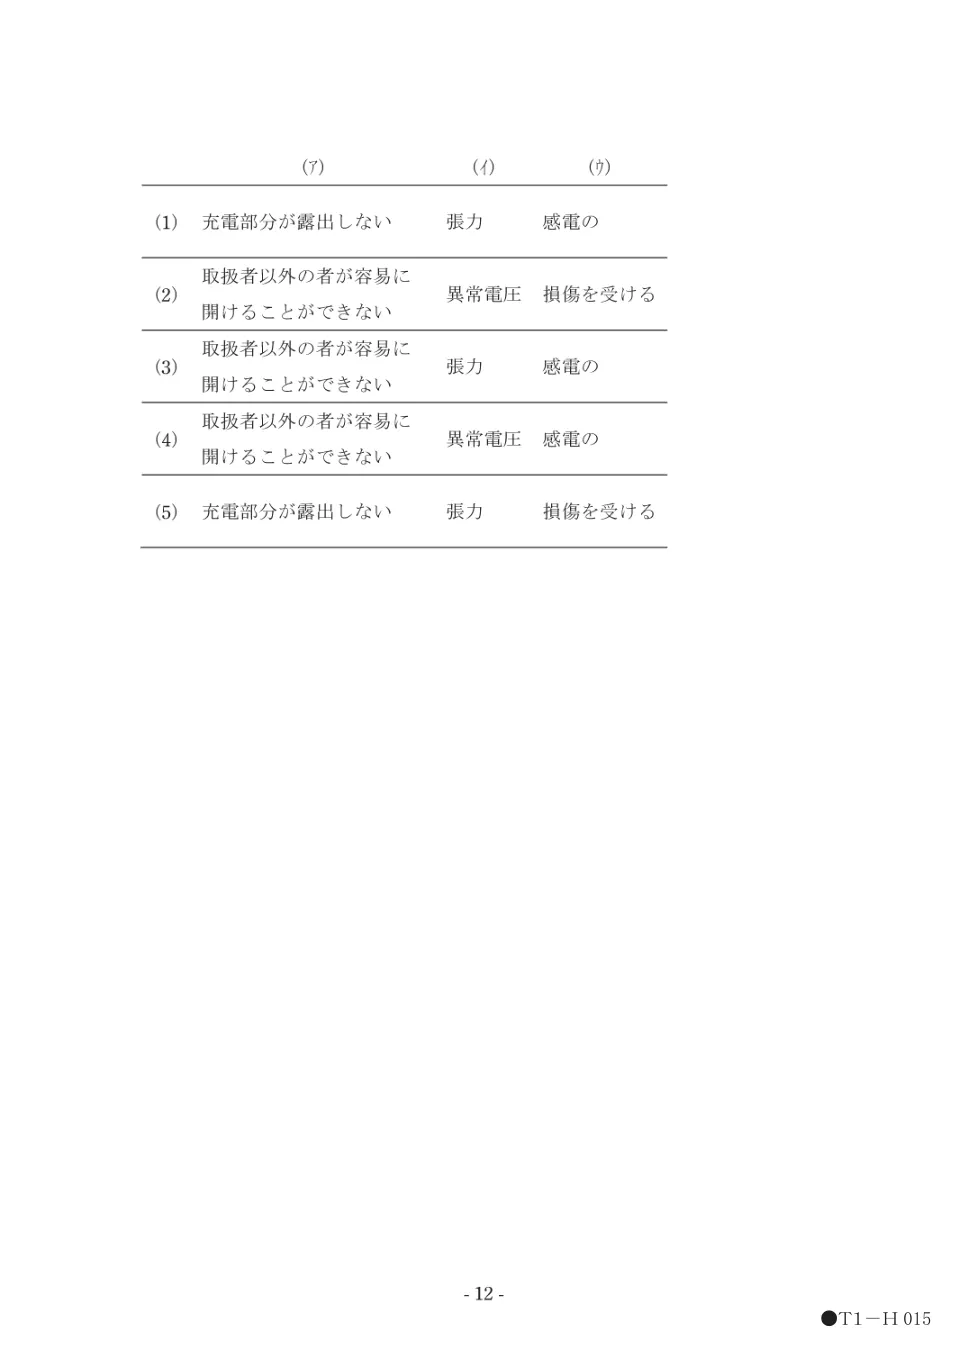 (ア) (イ) (ウ)
(1) 充電部分が露出しない 張力 感電の
(2) 取扱者以外の者が容易に
開けることができない 異常電圧 損傷を受ける
(3) 取扱者以外の者が容易に
開けることができない 張力 感電の
(4) 取扱者以外の者が容易に
開けることができない 異常電圧 感電の
(5) 充電部分が露出しない 張力 損傷を受ける
- 12 -
●T1－H 015